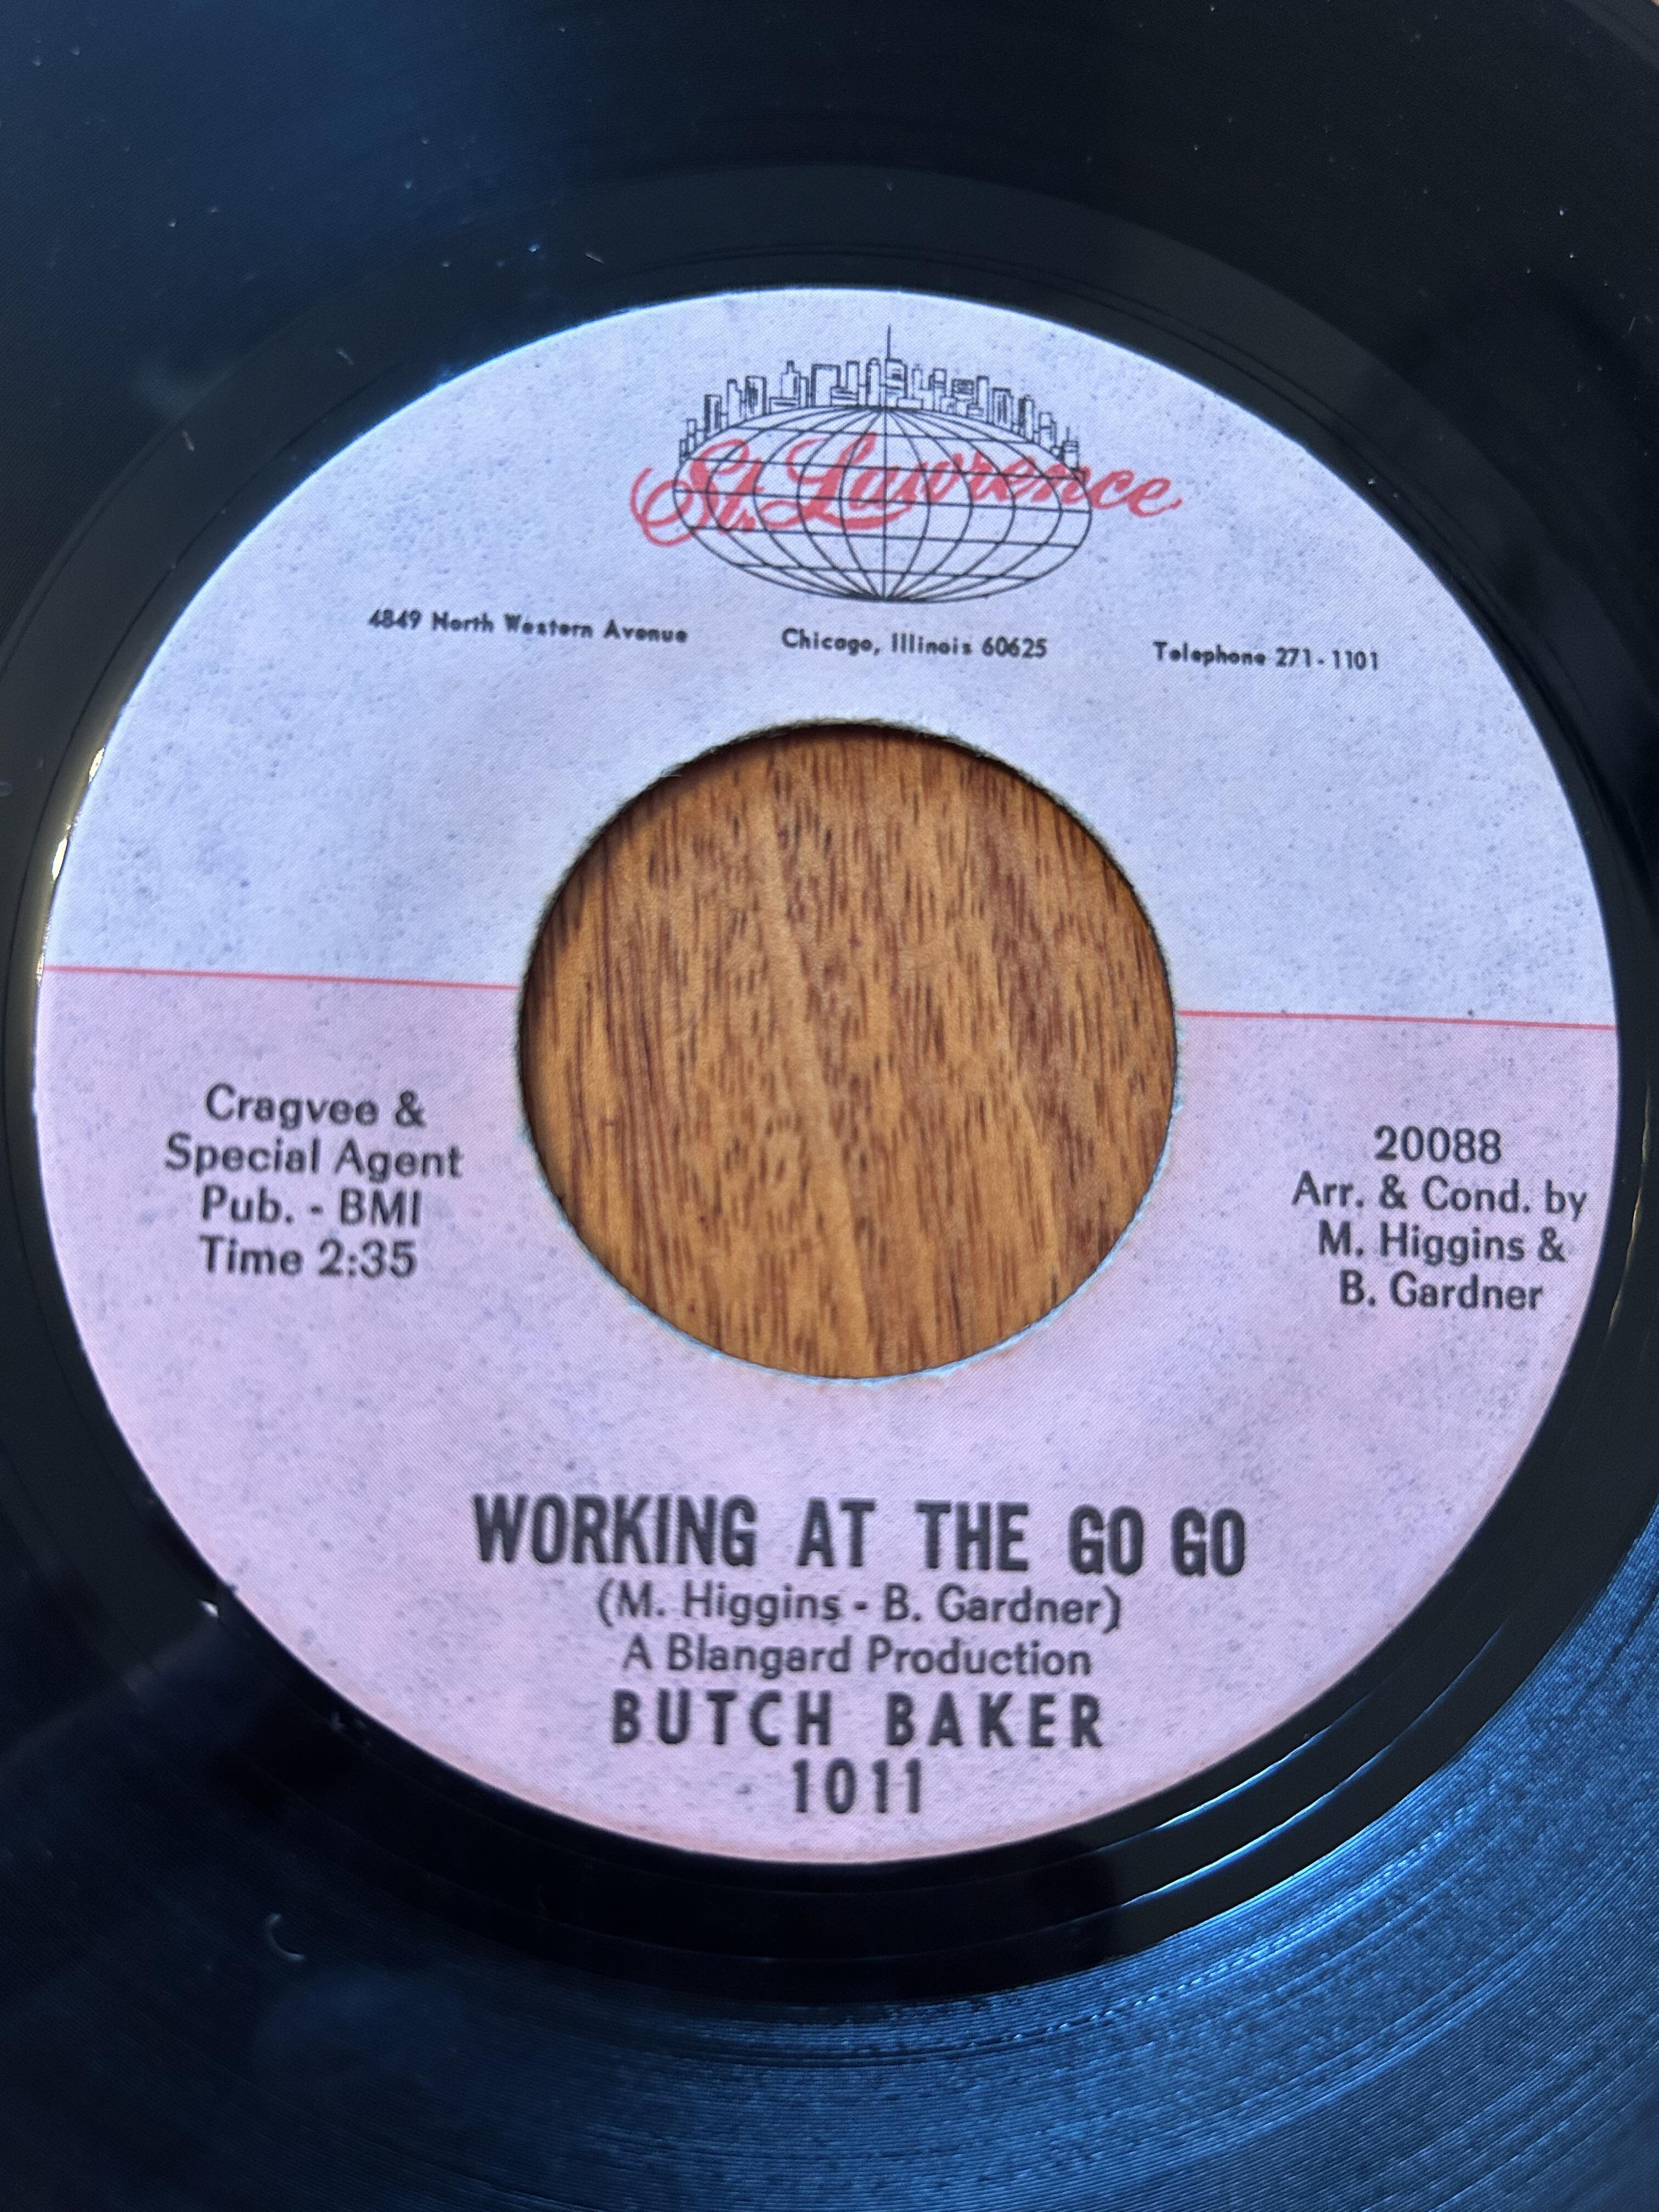 St. Lawrence
4849 North Western Avenue Chicago, Illinois 60625 Telephone 271-1101
Cragvee &
Special Agent
Pub. - BMI
Time 2:35
20088
Arr. & Cond. by
M. Higgins &
B. Gardner
WORKING AT THE GO GO
(M. Higgins - B. Gardner)
A Blangard Production
BUTCH BAKER
1011